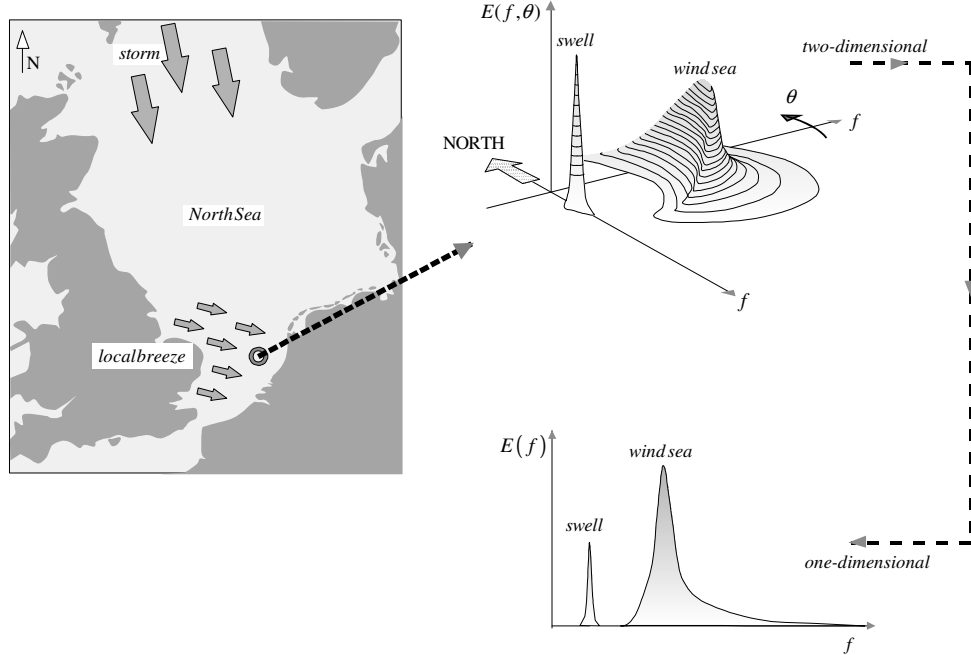 N
storm
NorthSea
localbreeze
E(f,θ)
swell
wind sea
two-dimensional
θ
f
NORTH
f
E(f)
wind sea
swell
one-dimensional
f